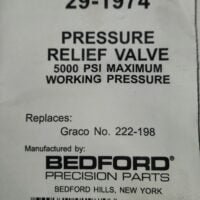 29-1974
PRESSURE
RELIEF VALVE
5000 PSI MAXIMUM
WORKING PRESSURE
Replaces:
Graco No. 222-198
Manufactured by:
BEDFORD®
PRECISION PARTS
BEDFORD HILLS, NEW YORK